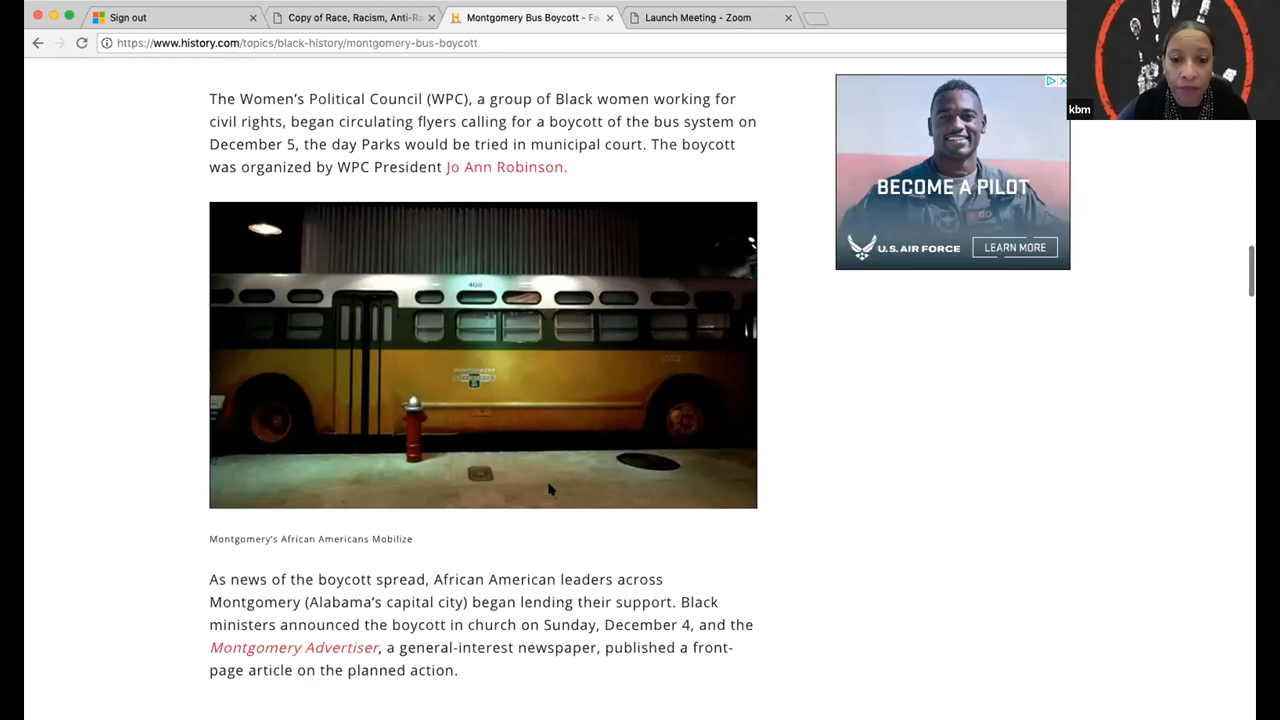 Sign out
Copy of Race, Racism, Anti-Ra
Montgomery Bus Boycott - Fa
Launch Meeting - Zoom
https://www.history.com/topics/black-history/montgomery-bus-boycott
kbm
The Women's Political Council (WPC), a group of Black women working for
civil rights, began circulating flyers calling for a boycott of the bus system on
December 5, the day Parks would be tried in municipal court. The boycott
was organized by WPC President Jo Ann Robinson.
BECOME A PILOT
U.S. AIR FORCE
LEARN MORE
408
MONTGOMERY
Montgomery's African Americans Mobilize
As news of the boycott spread, African American leaders across
Montgomery (Alabama's capital city) began lending their support. Black
ministers announced the boycott in church on Sunday, December 4, and the
Montgomery Advertiser, a general-interest newspaper, published a front-
page article on the planned action.